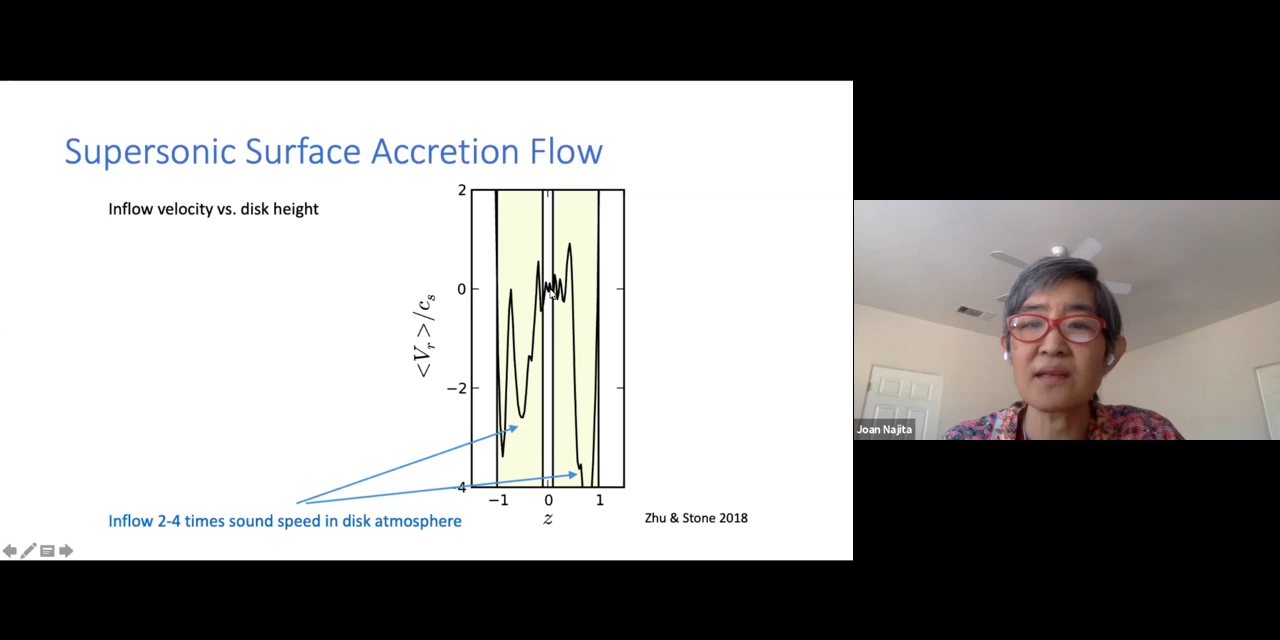 Supersonic Surface Accretion Flow
Inflow velocity vs. disk height
2
0
−2
-4
<V_r>/c_s
−1
0
1
z
Inflow 2-4 times sound speed in disk atmosphere
Zhu & Stone 2018
Joan Najita